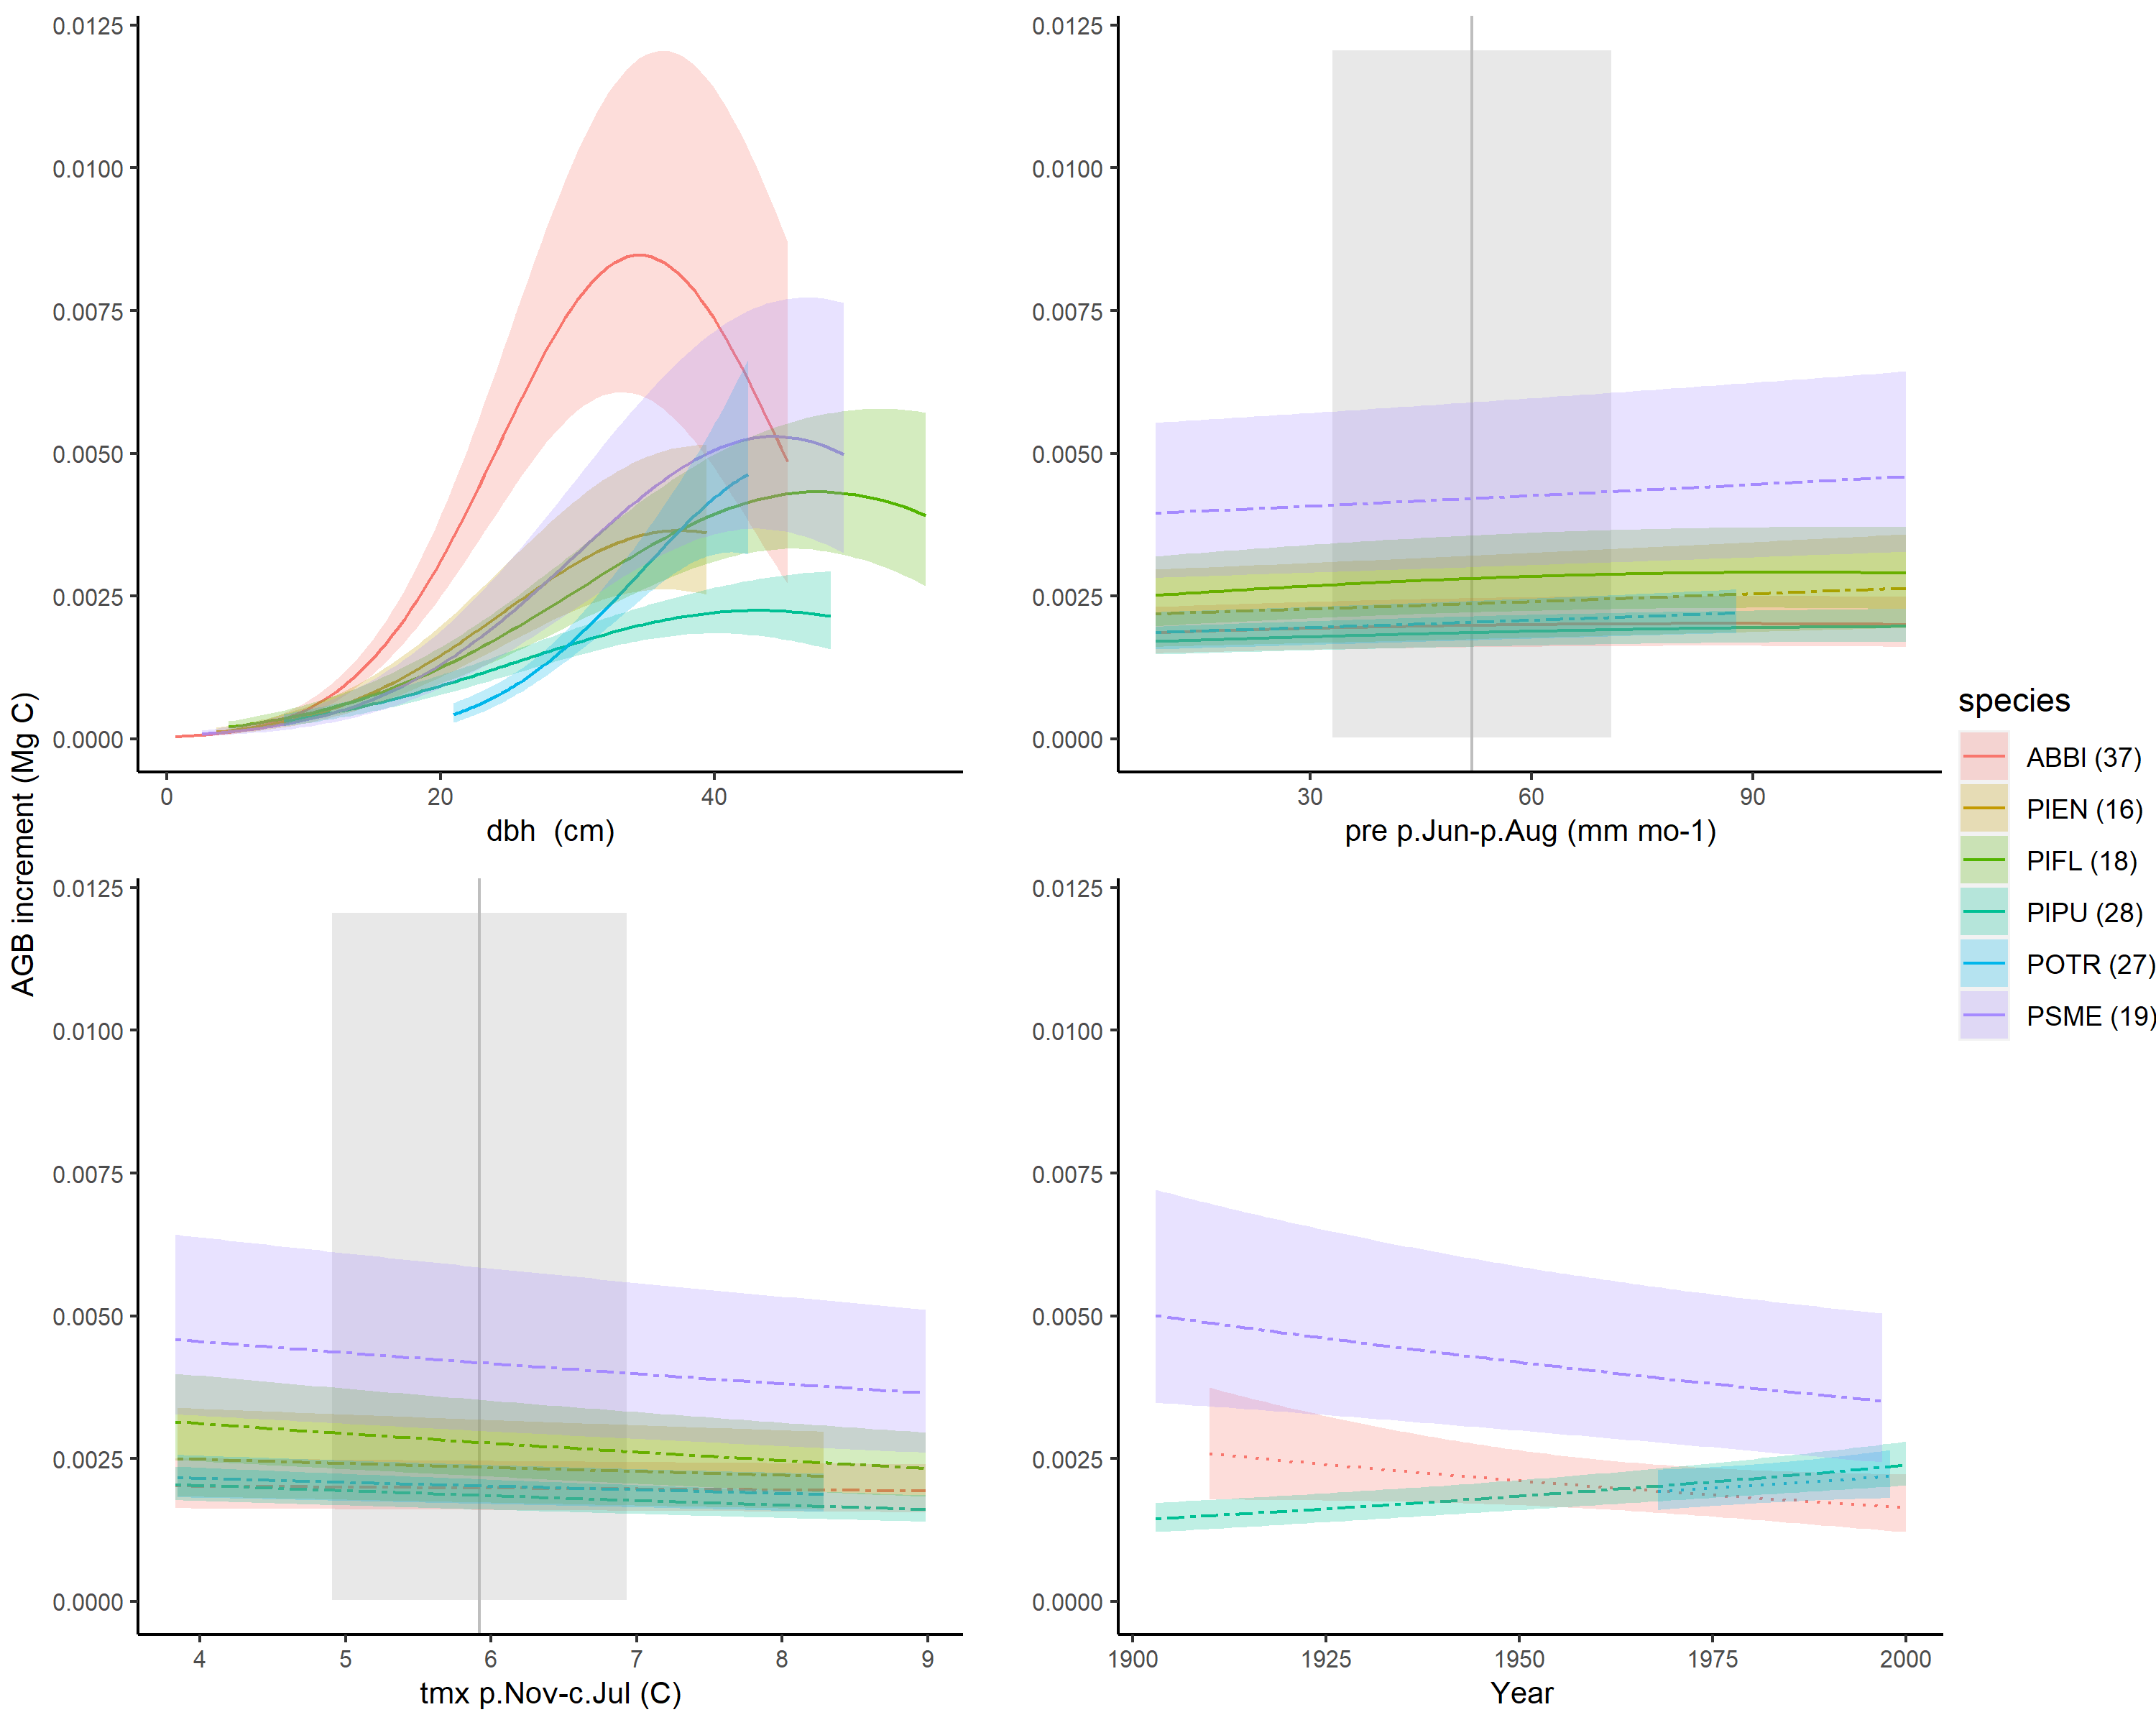 AGB increment (Mg C)
0.0125
0.0100
0.0075
0.0050
0.0025
0.0000
0 20 40
dbh  (cm)
0.0125
0.0100
0.0075
0.0050
0.0025
0.0000
30 60 90
pre p.Jun-p.Aug (mm mo-1)
0.0125
0.0100
0.0075
0.0050
0.0025
0.0000
4 5 6 7 8 9
tmx p.Nov-c.Jul (C)
0.0125
0.0100
0.0075
0.0050
0.0025
0.0000
1900 1925 1950 1975 2000
Year
species
ABBI (37)
PIEN (16)
PIFL (18)
PIPU (28)
POTR (27)
PSME (19)